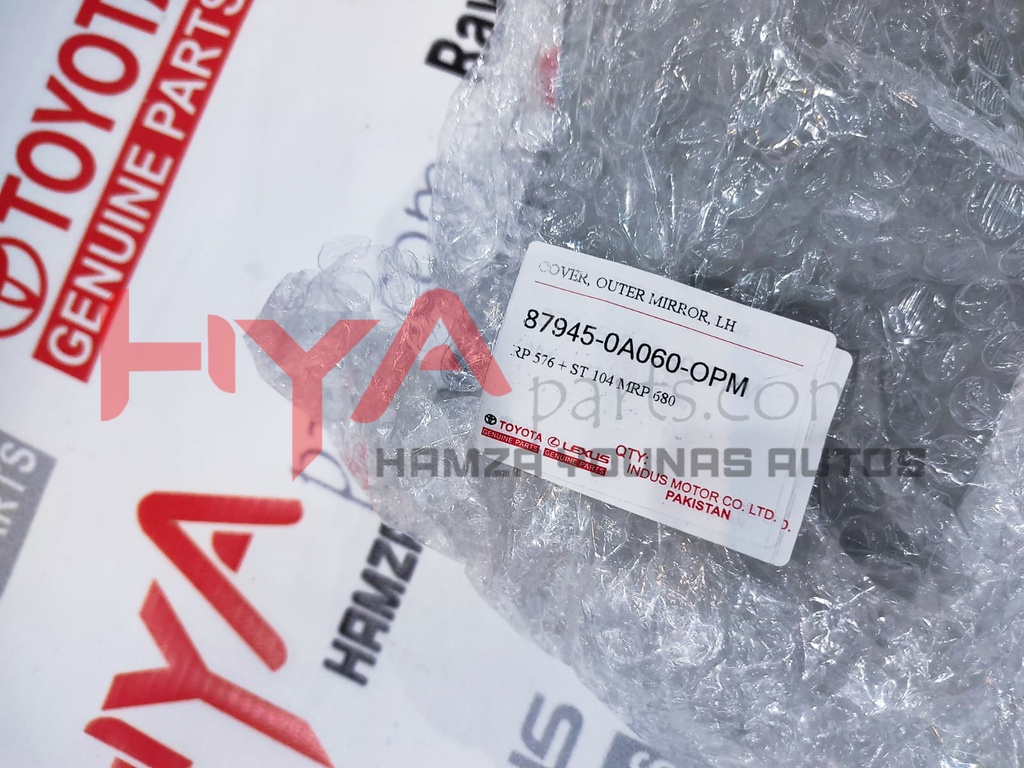 TOYOTA
GENUINE PARTS
COVER, OUTER MIRROR, LH
87945-0A060-OPM
RP 576 + ST 104 MRP 680
TOYOTA LEXUS
GENUINE PARTS GENUINE PARTS
QTY:
INDUS MOTOR CO. LTD.
PAKISTAN
HYA
parts.com
HAMZA YOUNAS AUTOS
PARTS
HYA